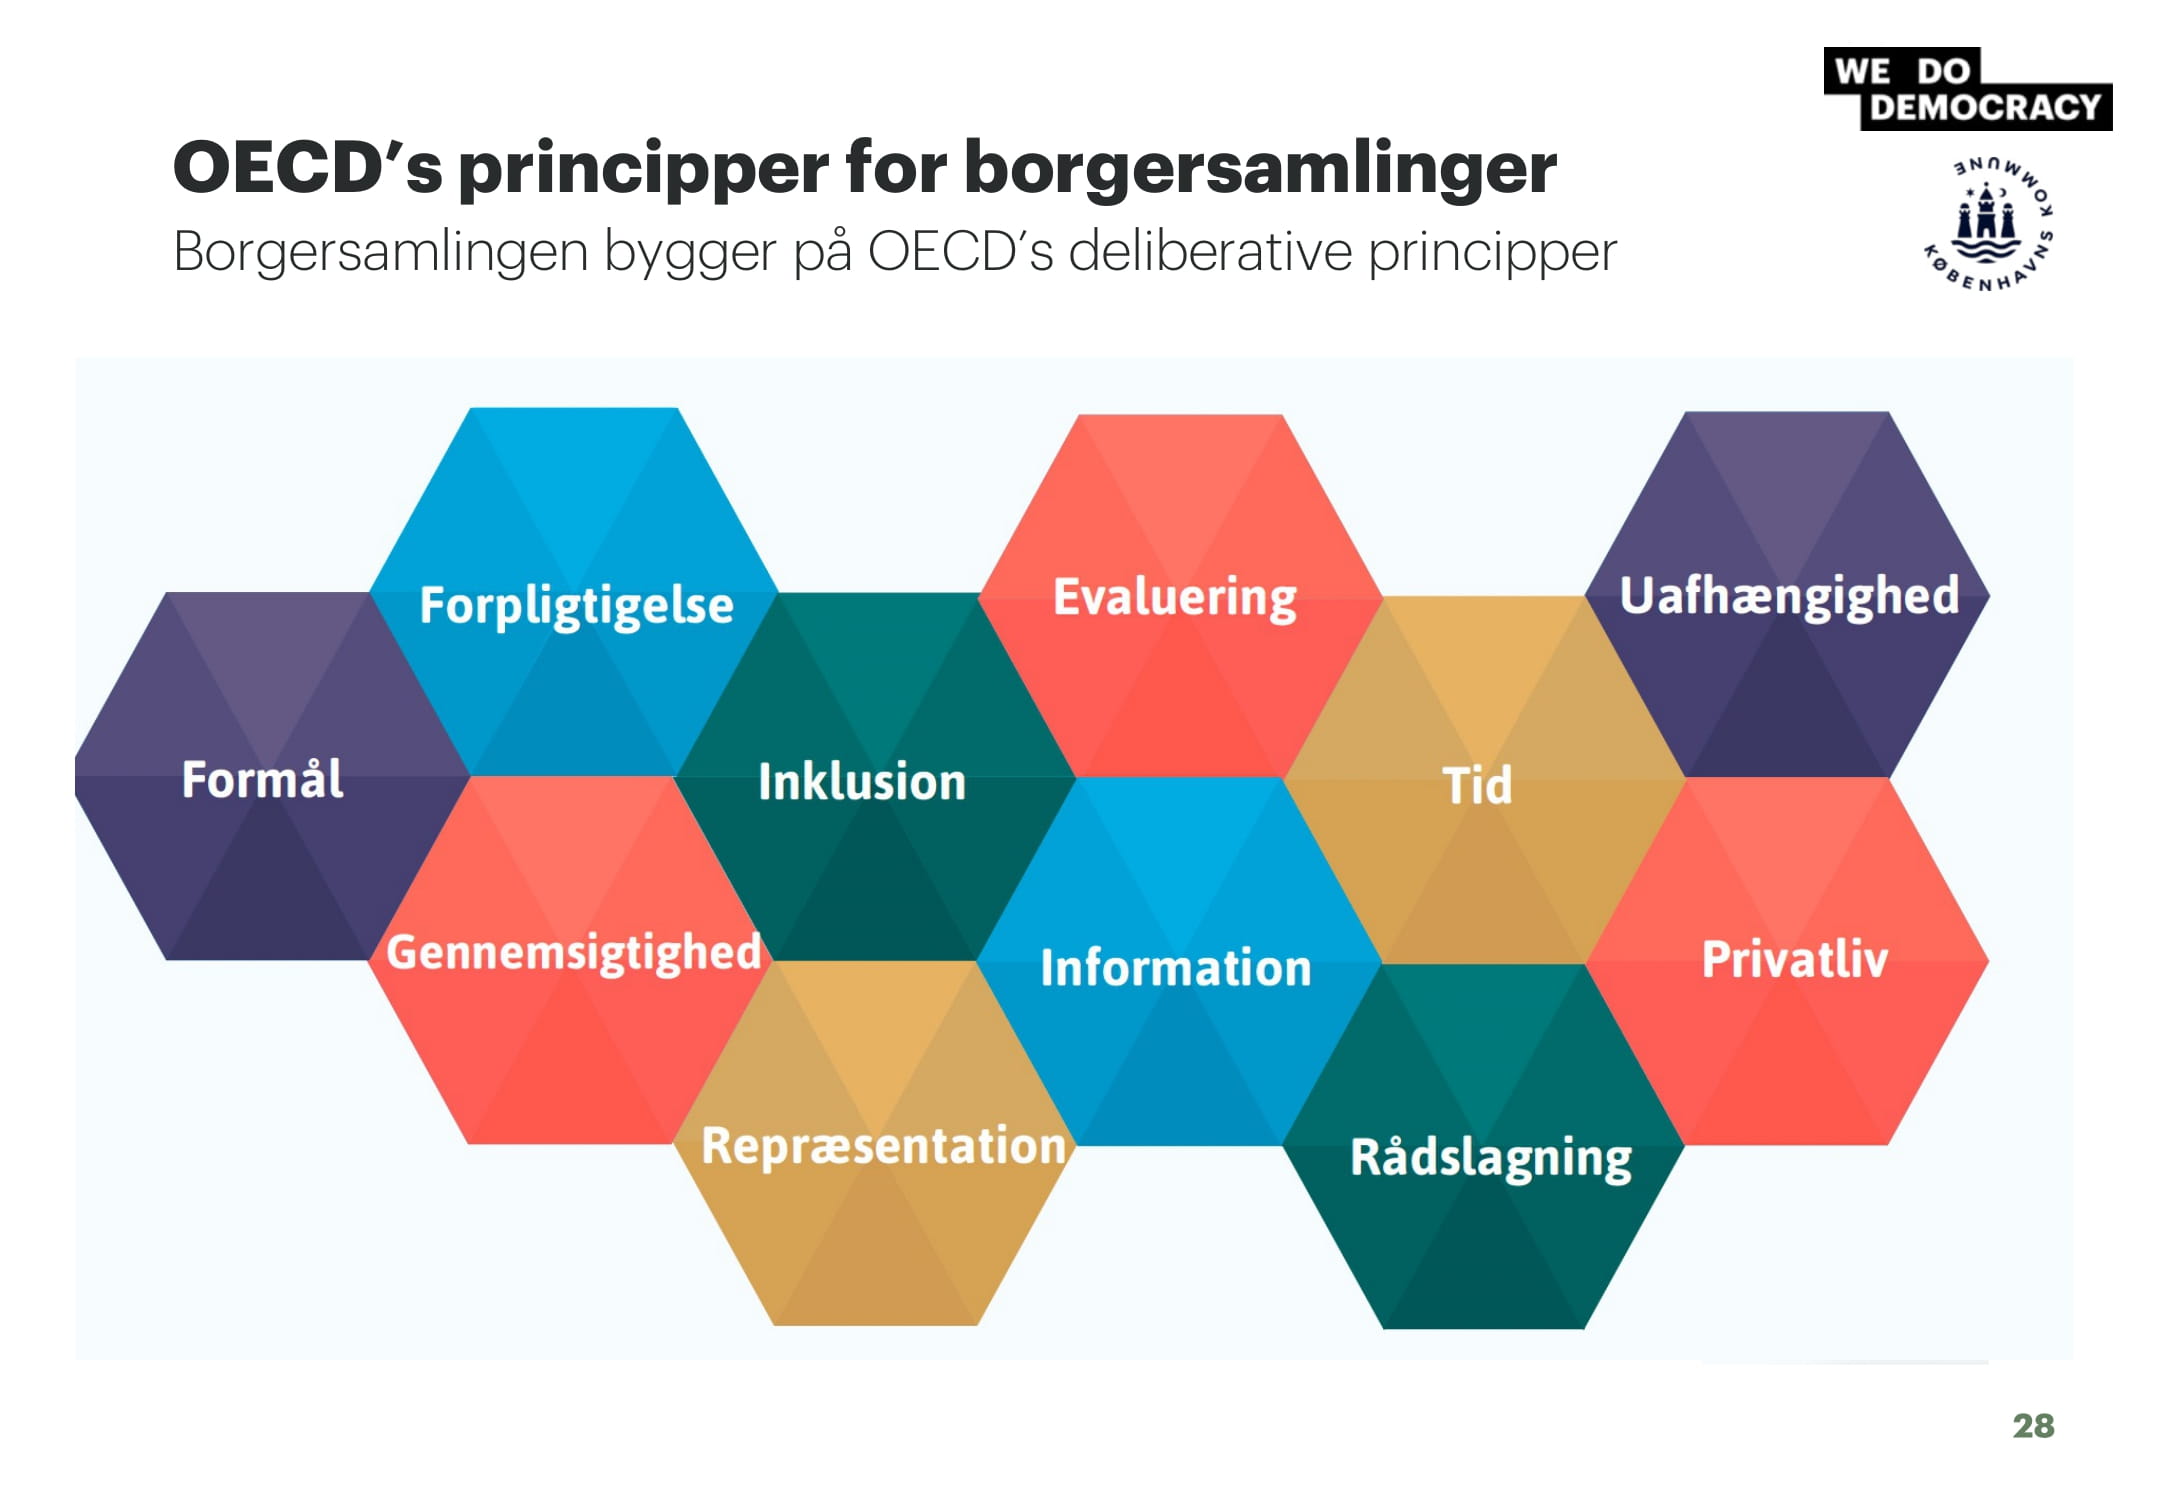 WE DO
DEMOCRACY
OECD’s principper for borgersamlinger
Borgersamlingen bygger på OECD’s deliberative principper
KØBENHAVNS KOMMUNE
Forpligtigelse
Evaluering
Uafhængighed
Formål
Inklusion
Tid
Gennemsigtighed
Information
Privatliv
Repræsentation
Rådslagning
28